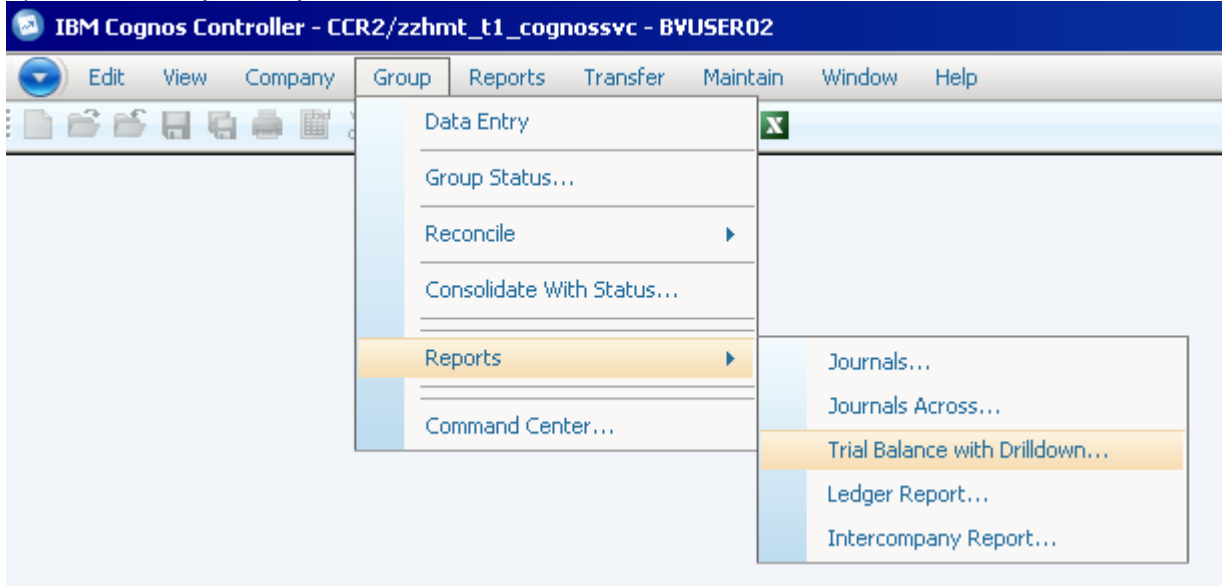 IBM Cognos Controller - CCR2/zzhmt_t1_cognossvc - BVUSER02
Edit View Company Group Reports Transfer Maintain Window Help
Data Entry
Group Status...
Reconcile
Consolidate With Status...
Reports
Command Center...
Journals...
Journals Across...
Trial Balance with Drilldown...
Ledger Report...
Intercompany Report...